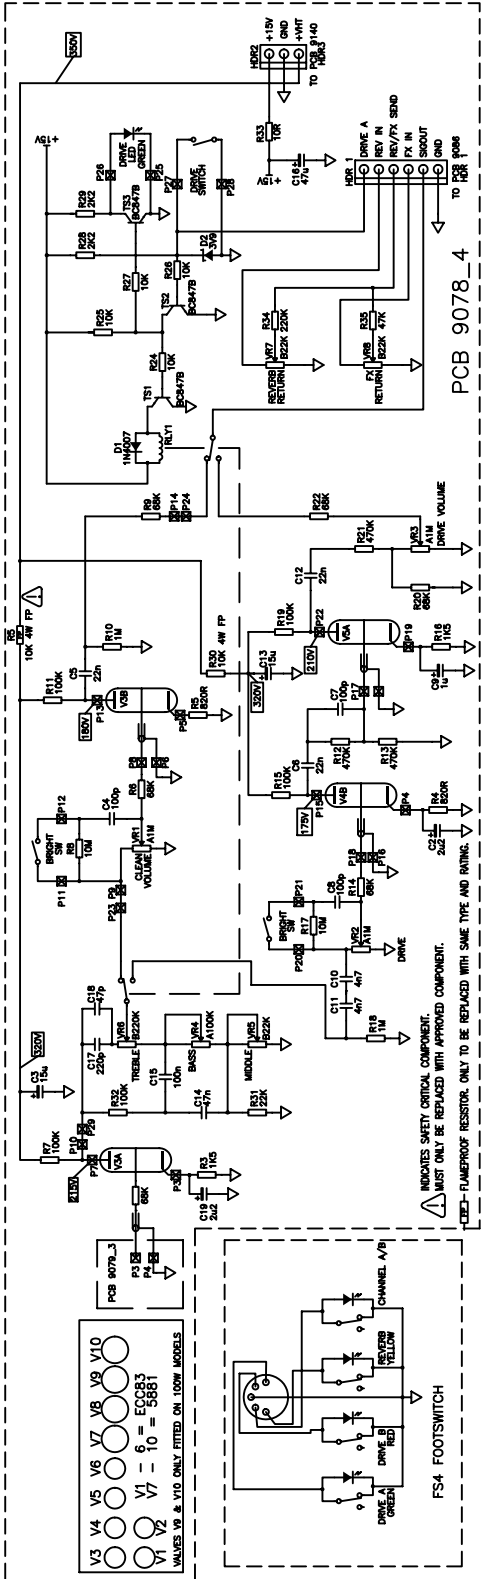 350V
+15V
DRIVE
LED
GREEN
P26
P25
R29
2K2
TS3
BC847B
R28
2K2
P27
DRIVE
SWITCH
P28
D2
3V9
R27
10K
R26
10K
R25
10K
TS2
BC847B
R24
10K
TS1
BC847B
D1
1N4007
RLY1
HDR2
+15V
GND
+VHT
TO PCB 9140
HDR3
R33
10R
C16
47u
+15V
HDR 1
DRIVE A
REV IN
REV/FX SEND
FX IN
SIGOUT
GND
TO PCB 9086
HDR 1
PCB 9078_4
R34
220K
VR7
B22K
REVERB
RETURN
R35
47K
VR8
B22K
FX
RETURN
R9
68K
P14
P24
R22
68K
R21
470K
VR3
A1M
DRIVE VOLUME
R20
68K
C12
22n
R5
10K 4W FP
FP
R10
1M
C5
22n
R11
100K
180V
P13
V3B
P5
R5
820R
R30
10K 4W FP
C13
15u
320V
R19
100K
P22
210V
V5A
P19
R16
1K5
C9
1u
P17
C7
100p
R12
470K
R13
470K
C6
22n
R15
100K
175V
P15
V4B
P4
R4
820R
C2
2u2
P8
P6
R6
68K
C4
100p
P12
BRIGHT
SW
R8
10M
P11
VR1
A1M
CLEAN
VOLUME
P9
P23
P18
P16
R14
68K
C8
100p
P21
BRIGHT
SW
R17
10M
P20
VR2
A1M
DRIVE
C10
4n7
C11
4n7
R18
1M
C18
47p
C17
220p
VR6
B220K
TREBLE
VR4
A100K
BASS
VR5
B22K
MIDDLE
C15
100n
R32
100K
C14
47n
R31
22K
320V
C3
15u
R7
100K
P10
P29
215V
P7
V3A
P3
R3
1K5
C19
2u2
68K
PCB 9079_3
P3
P4
INDICATES SAFETY CRITICAL COMPONENT.
MUST ONLY BE REPLACED WITH APPROVED COMPONENT.
FP
FLAMEPROOF RESISTOR. ONLY TO BE REPLACED WITH SAME TYPE AND RATING.
V3 V4 V5 V6 V7 V8 V9 V10
V1 V2
V1 - 6 = ECC83
V7 - 10 = 5881
VALVES V9 & V10 ONLY FITTED ON 100W MODELS
DRIVE A
GREEN
DRIVE B
RED
REVERB
YELLOW
CHANNEL A/B
FS4 FOOTSWITCH